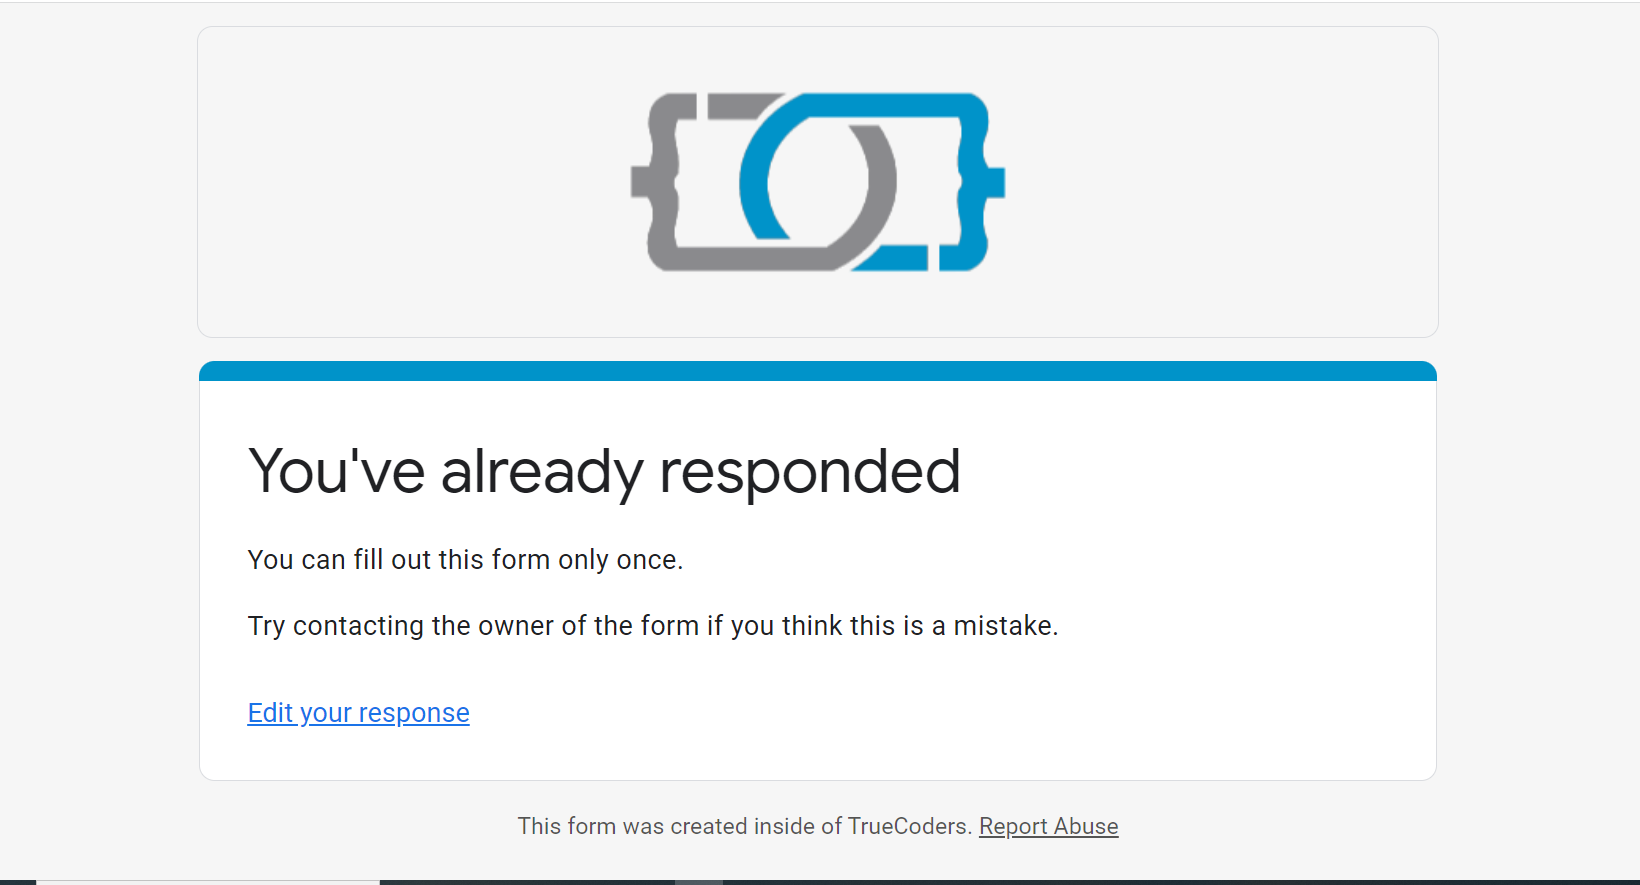 You've already responded
You can fill out this form only once.
Try contacting the owner of the form if you think this is a mistake.
Edit your response
This form was created inside of TrueCoders. Report Abuse